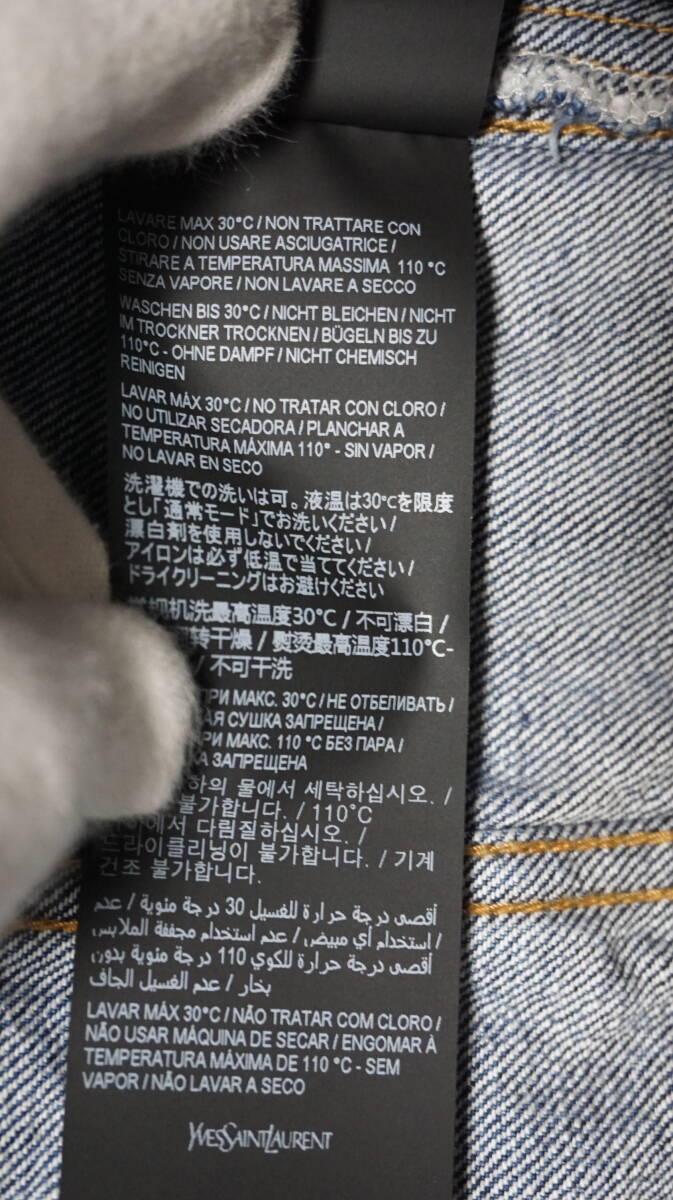 LAVARE MAX 30°C / NON TRATTARE CON
CLORO / NON USARE ASCIUGATRICE /
STIRARE A TEMPERATURA MASSIMA 110 °C
SENZA VAPORE / NON LAVARE A SECCO
WASCHEN BIS 30°C / NICHT BLEICHEN / NICHT
IM TROCKNER TROCKNEN / BÜGELN BIS ZU
110°C - OHNE DAMPF / NICHT CHEMISCH
REINIGEN
LAVAR MÁX 30°C / NO TRATAR CON CLORO /
NO UTILIZAR SECADORA / PLANCHAR A
TEMPERATURA MÁXIMA 110° - SIN VAPOR /
NO LAVAR EN SECO
洗濯機での洗いは可。液温は30℃を限度
とし「通常モード」でお洗いください /
漂白剤を使用しないでください /
アイロンは必ず低温で当ててください /
ドライクリーニングはお避けください
机洗最高温度30°C / 不可漂白 /
转干燥 / 熨烫最高温度110°C-
/ 不可干洗
ПРИ МАКС. 30°C / НЕ ОТБЕЛИВАТЬ /
СУШКА ЗАПРЕЩЕНА /
ПРИ МАКС. 110 °C БЕЗ ПАРА /
ЗАПРЕЩЕНА
물에서 세탁하십시오. /
불가합니다. / 110°C
다림질하십시오. /
드라이클리닝이 불가합니다. / 기계
건조 불가합니다.
أقصى درجة حرارة للغسيل 30 درجة مئوية / عدم
استخدام أي مبيض / عدم استخدام مجففة الملابس /
أقصى درجة حرارة للكوي 110 درجة مئوية بدون
بخار / عدم الغسيل الجاف
LAVAR MÁX 30°C / NÃO TRATAR COM CLORO /
NÃO USAR MÁQUINA DE SECAR / ENGOMAR À
TEMPERATURA MÁXIMA DE 110 °C - SEM
VAPOR / NÃO LAVAR A SECO
YVESSAINTLAURENT